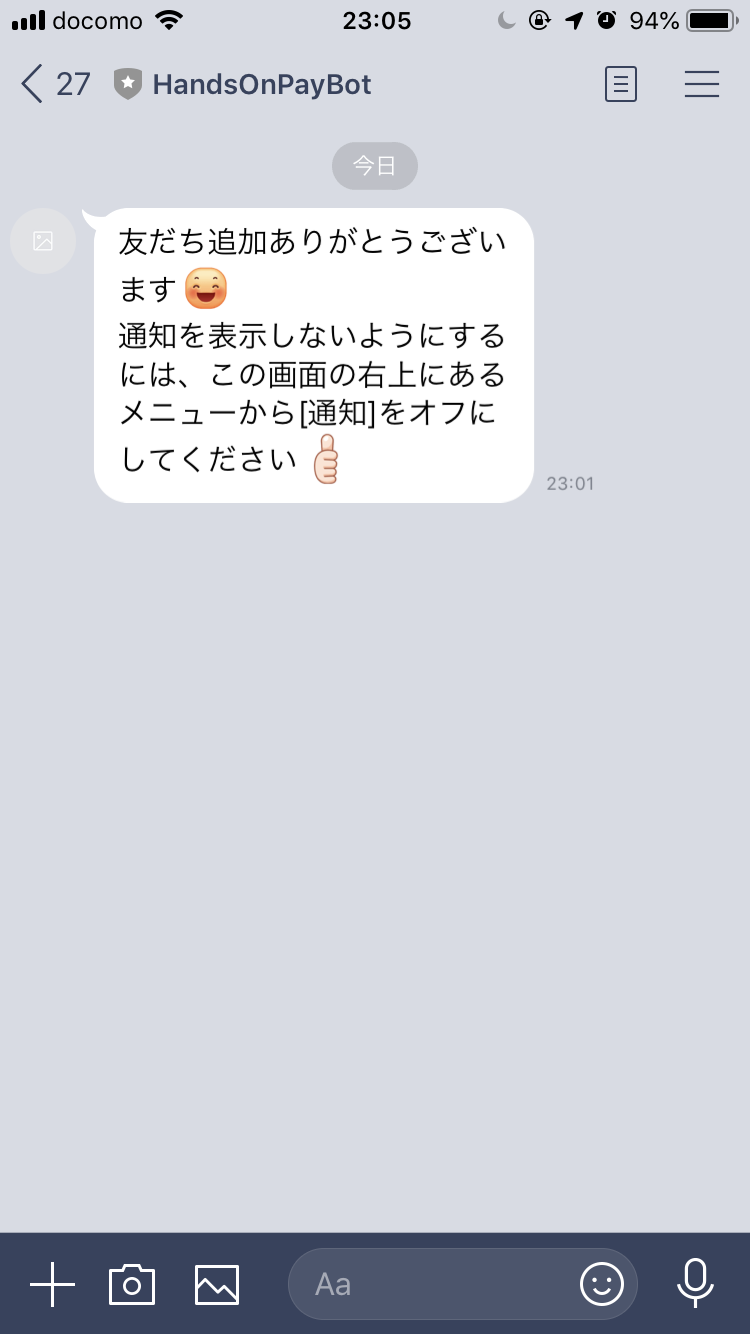 docomo 23:05 94%
27 HandsOnPayBot
今日
友だち追加ありがとうござい
ます
通知を表示しないようにする
には、この画面の右上にある
メニューから[通知]をオフに
してください
23:01
Aa